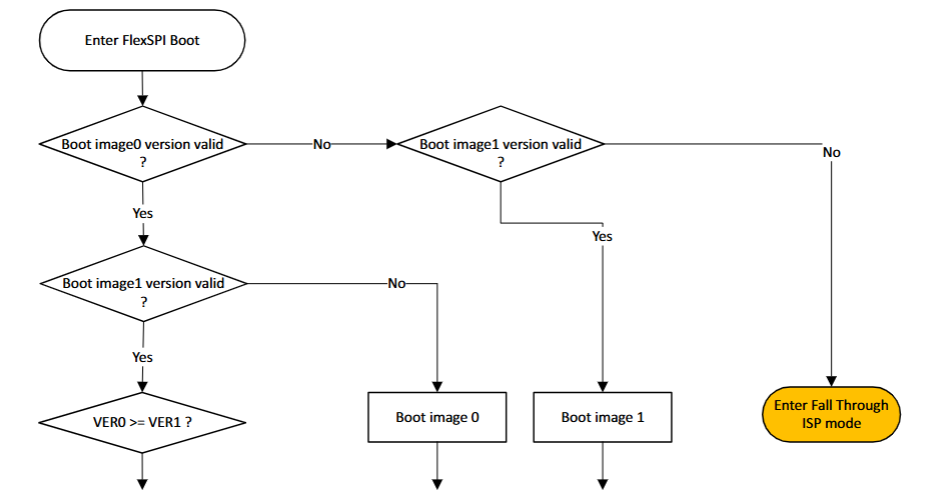 Enter FlexSPI Boot
Boot image0 version valid
?
No
Boot image1 version valid
?
No
Yes
Yes
Boot image1 version valid
?
No
Yes
VER0 >= VER1 ?
Boot image 0
Boot image 1
Enter Fall Through
ISP mode